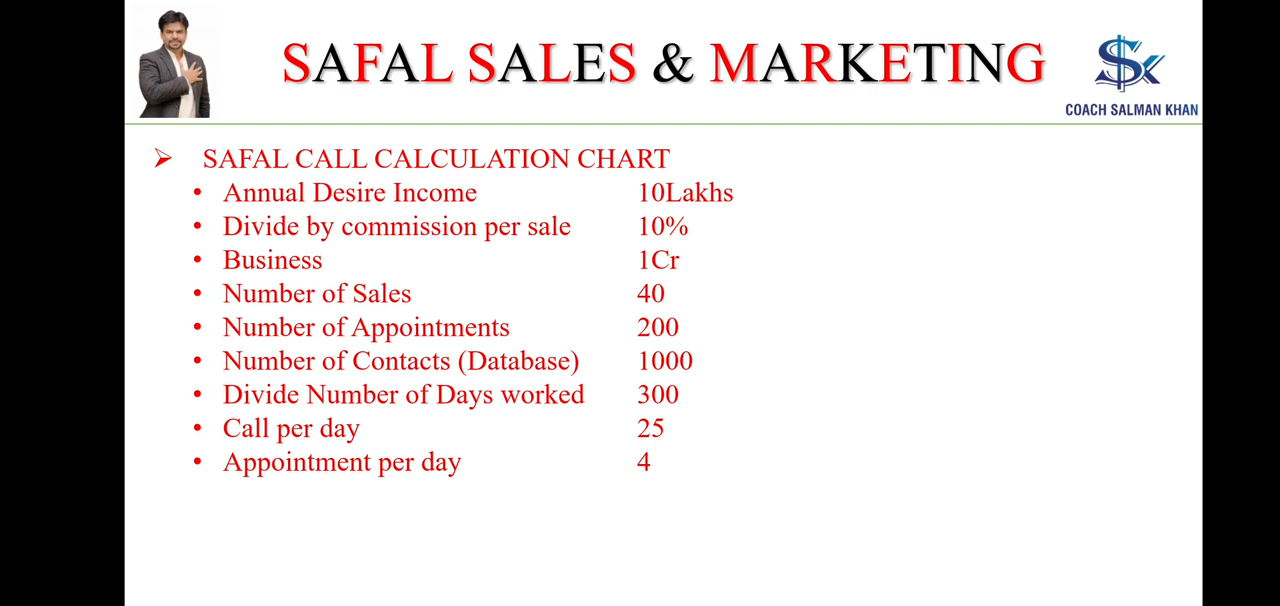 SAFAL SALES & MARKETING
COACH SALMAN KHAN
SAFAL CALL CALCULATION CHART
Annual Desire Income 10Lakhs
Divide by commission per sale 10%
Business 1Cr
Number of Sales 40
Number of Appointments 200
Number of Contacts (Database) 1000
Divide Number of Days worked 300
Call per day 25
Appointment per day 4